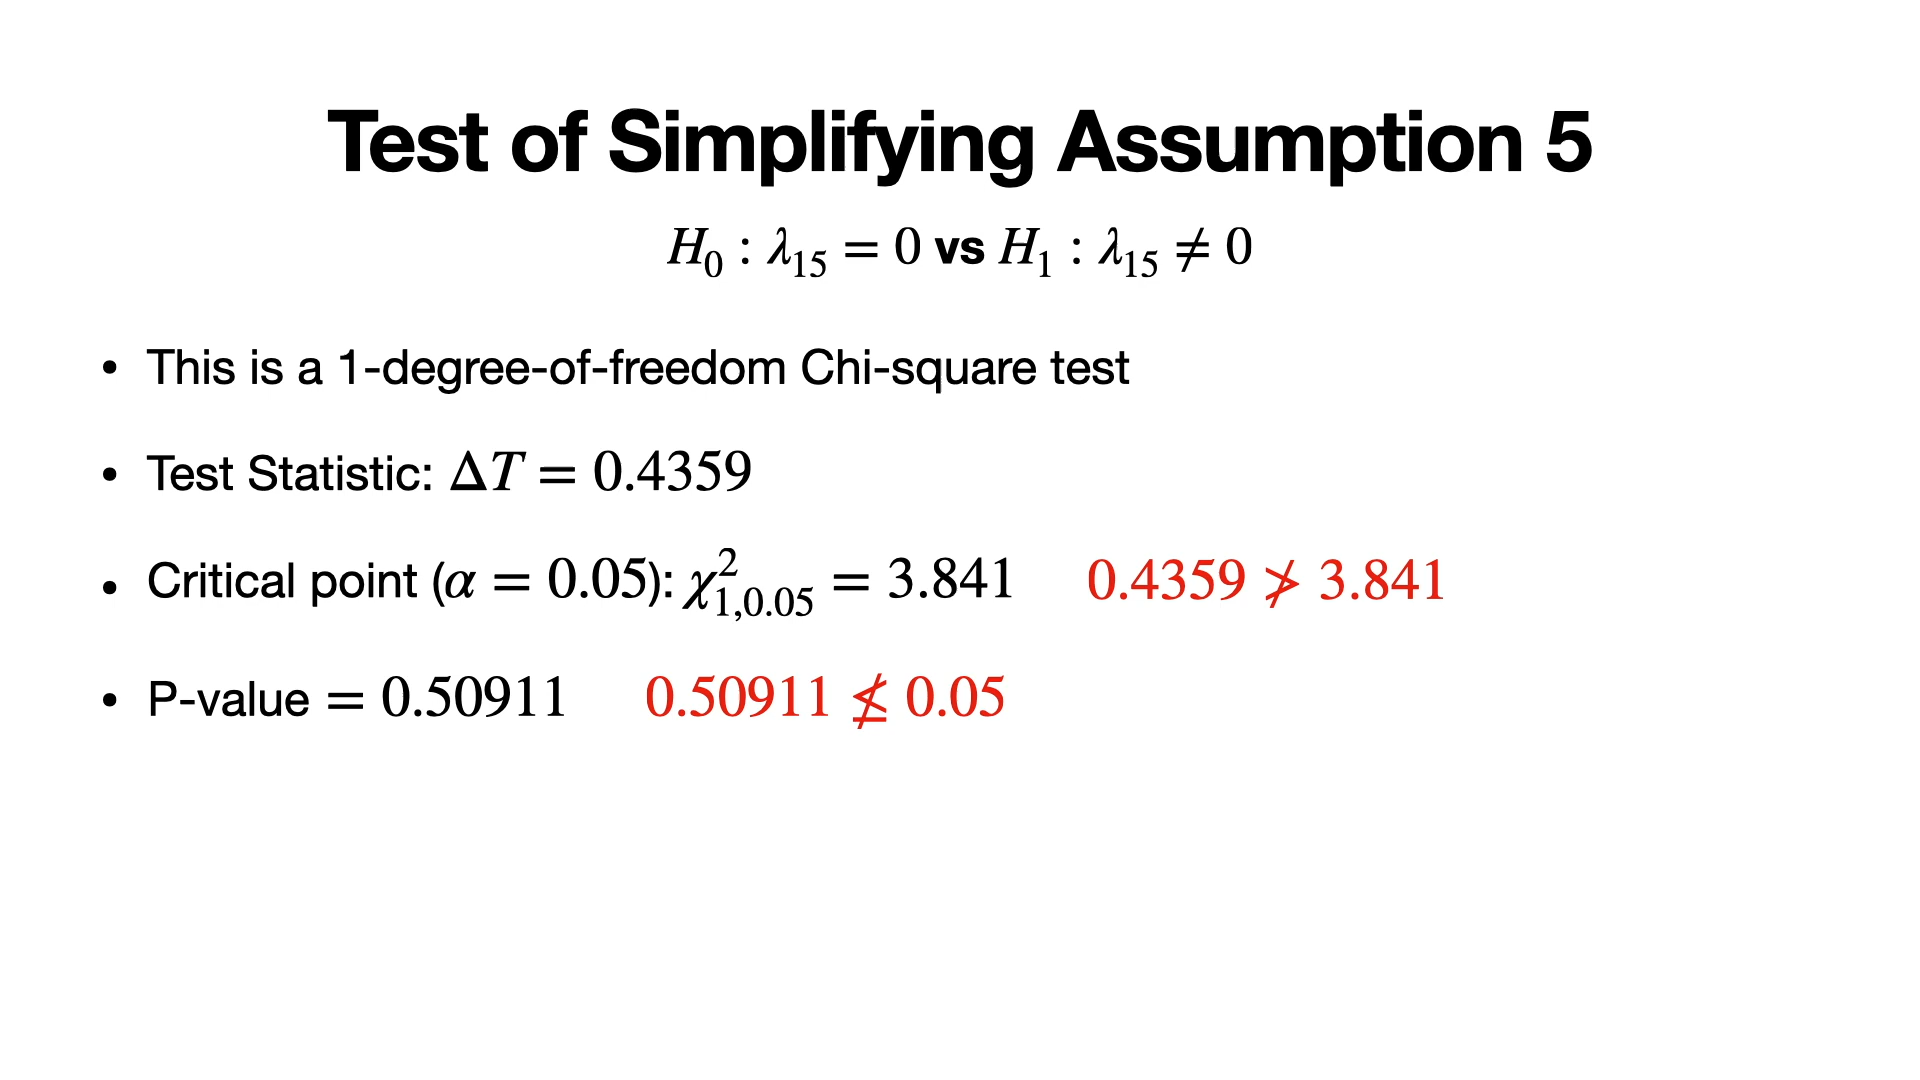 Test of Simplifying Assumption 5
H₀ : λ₁₅ = 0 vs H₁ : λ₁₅ ≠ 0
• This is a 1-degree-of-freedom Chi-square test
• Test Statistic: ΔT = 0.4359
• Critical point (α = 0.05): χ²₁,₀.₀₅ = 3.841 0.4359 ≯ 3.841
• P-value = 0.50911 0.50911 ≰ 0.05